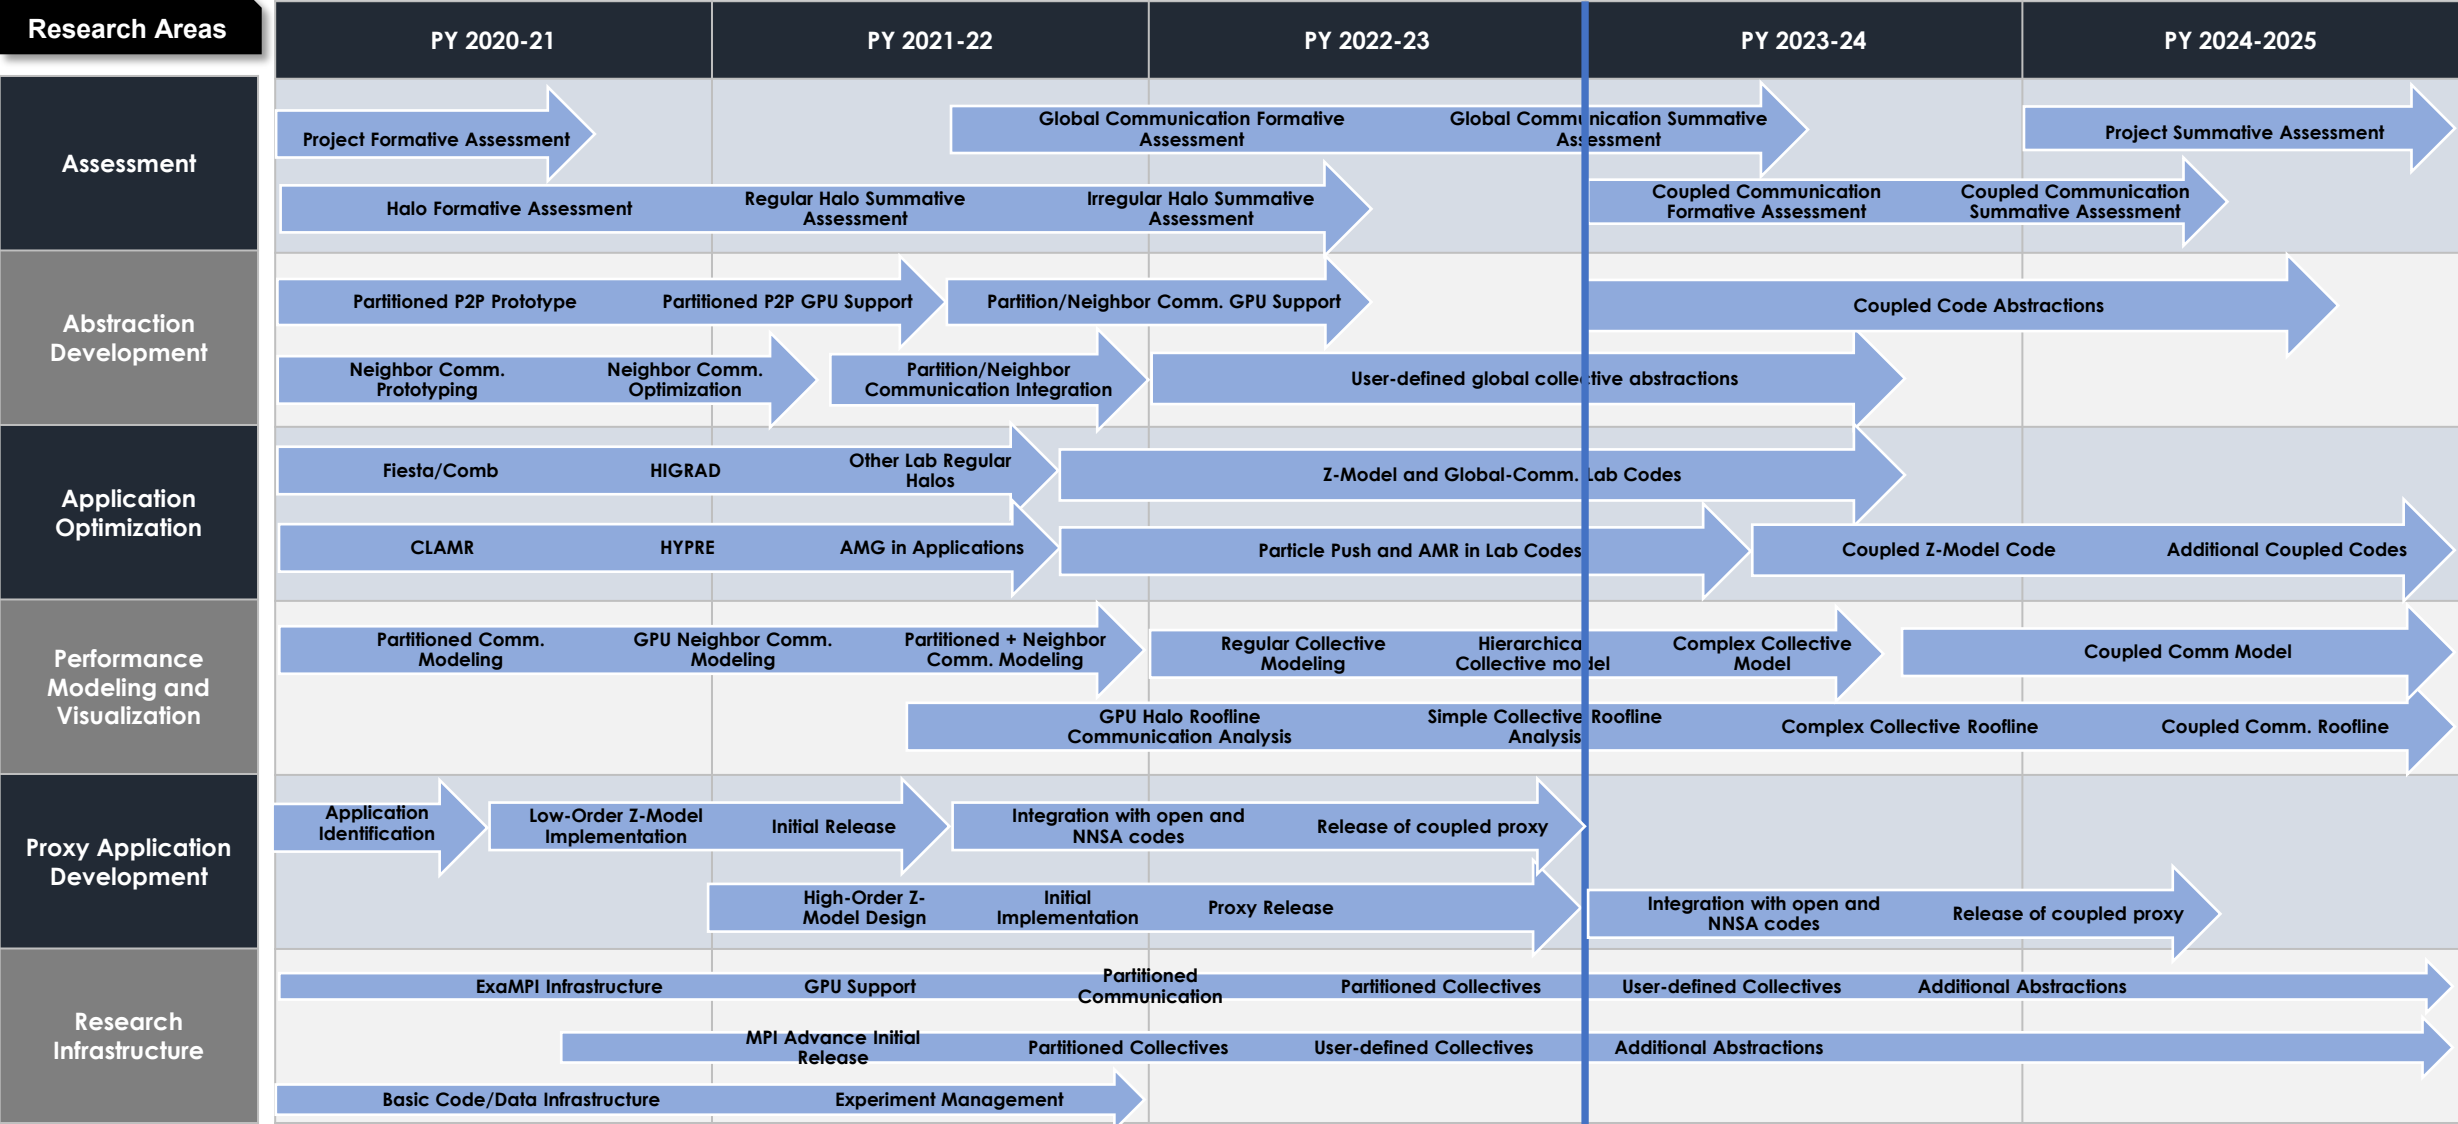 Research Areas
PY 2020-21
PY 2021-22
PY 2022-23
PY 2023-24
PY 2024-2025
Assessment
Project Formative Assessment
Global Communication Formative
Assessment
Global Communication Summative
Assessment
Project Summative Assessment
Halo Formative Assessment
Regular Halo Summative
Assessment
Irregular Halo Summative
Assessment
Coupled Communication
Formative Assessment
Coupled Communication
Summative Assessment
Abstraction
Development
Partitioned P2P Prototype
Partitioned P2P GPU Support
Partition/Neighbor Comm. GPU Support
Coupled Code Abstractions
Neighbor Comm.
Prototyping
Neighbor Comm.
Optimization
Partition/Neighbor
Communication Integration
User-defined global collective abstractions
Application
Optimization
Fiesta/Comb
HIGRAD
Other Lab Regular
Halos
Z-Model and Global-Comm. Lab Codes
CLAMR
HYPRE
AMG in Applications
Particle Push and AMR in Lab Codes
Coupled Z-Model Code
Additional Coupled Codes
Performance
Modeling and
Visualization
Partitioned Comm.
Modeling
GPU Neighbor Comm.
Modeling
Partitioned + Neighbor
Comm. Modeling
Regular Collective
Modeling
Hierarchical
Collective model
Complex Collective
Model
Coupled Comm Model
GPU Halo Roofline
Communication Analysis
Simple Collective Roofline
Analysis
Complex Collective Roofline
Coupled Comm. Roofline
Proxy Application
Development
Application
Identification
Low-Order Z-Model
Implementation
Initial Release
Integration with open and
NNSA codes
Release of coupled proxy
High-Order Z-
Model Design
Initial
Implementation
Proxy Release
Integration with open and
NNSA codes
Release of coupled proxy
Research
Infrastructure
ExaMPI Infrastructure
GPU Support
Partitioned
Communication
Partitioned Collectives
User-defined Collectives
Additional Abstractions
MPI Advance Initial
Release
Partitioned Collectives
User-defined Collectives
Additional Abstractions
Basic Code/Data Infrastructure
Experiment Management